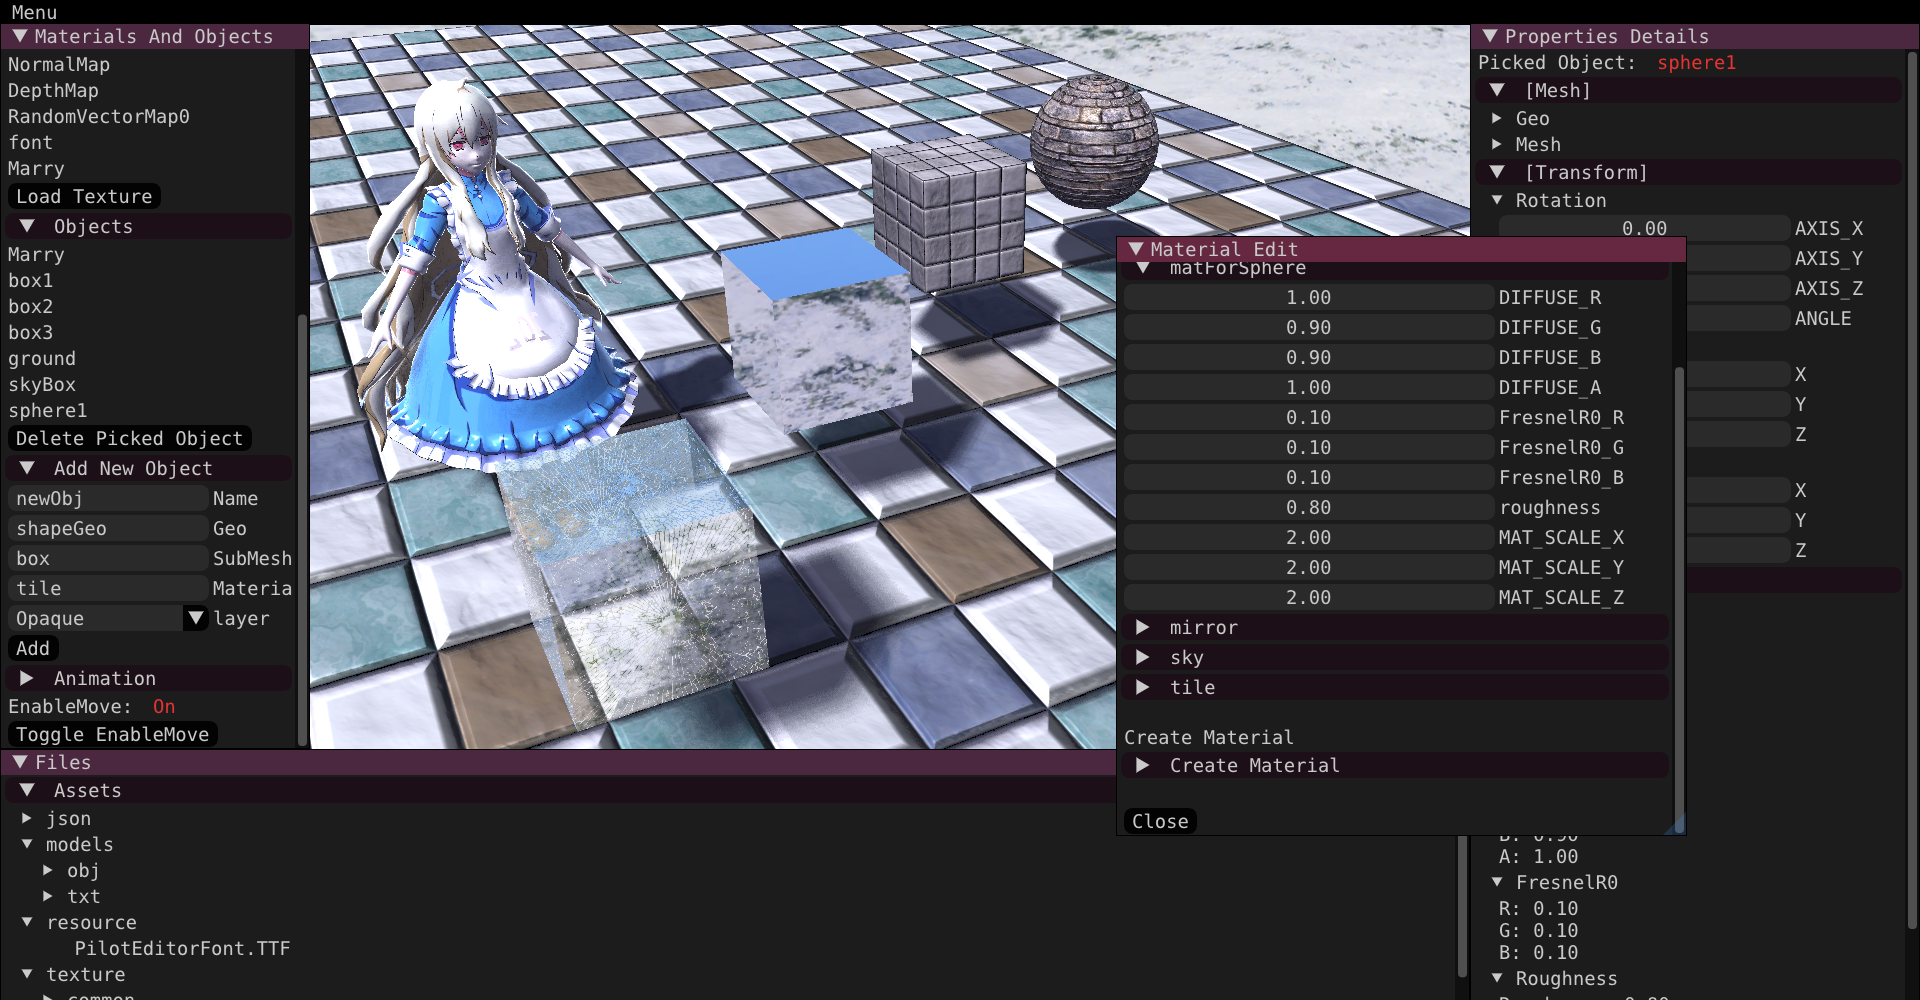 Menu
Materials And Objects
NormalMap
DepthMap
RandomVectorMap0
font
Marry
Load Texture
Objects
Marry
box1
box2
box3
ground
skyBox
sphere1
Delete Picked Object
Add New Object
newObj Name
shapeGeo Geo
box SubMesh
tile Materia
Opaque layer
Add
Animation
EnableMove: On
Toggle EnableMove
Files
Assets
json
models
obj
txt
resource
PilotEditorFont.TTF
texture
common
Material Edit
matForSphere
1.00 DIFFUSE_R
0.90 DIFFUSE_G
0.90 DIFFUSE_B
1.00 DIFFUSE_A
0.10 FresnelR0_R
0.10 FresnelR0_G
0.10 FresnelR0_B
0.80 roughness
2.00 MAT_SCALE_X
2.00 MAT_SCALE_Y
2.00 MAT_SCALE_Z
mirror
sky
tile
Create Material
Create Material
Close
Properties Details
Picked Object: sphere1
[Mesh]
Geo
Mesh
[Transform]
Rotation
0.00 AXIS_X
AXIS_Y
AXIS_Z
ANGLE
X
Y
Z
X
Y
Z
B: 0.90
A: 1.00
FresnelR0
R: 0.10
G: 0.10
B: 0.10
Roughness